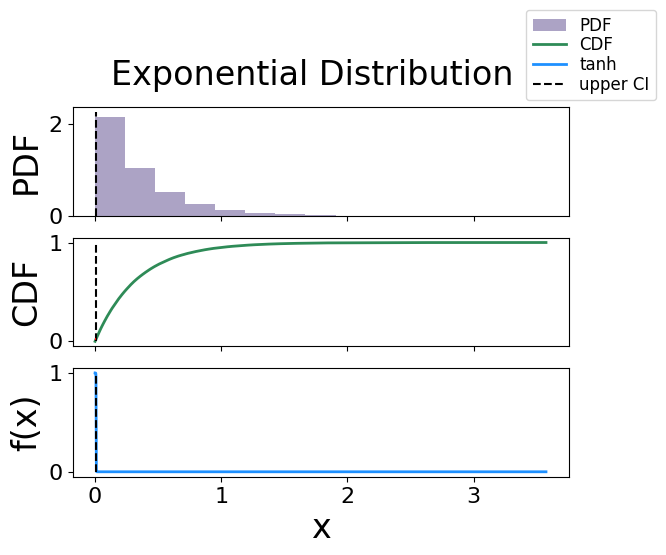 PDF
CDF
tanh
upper CI
Exponential Distribution
PDF
2
0
CDF
1
0
f(x)
1
0
0 1 2 3
x